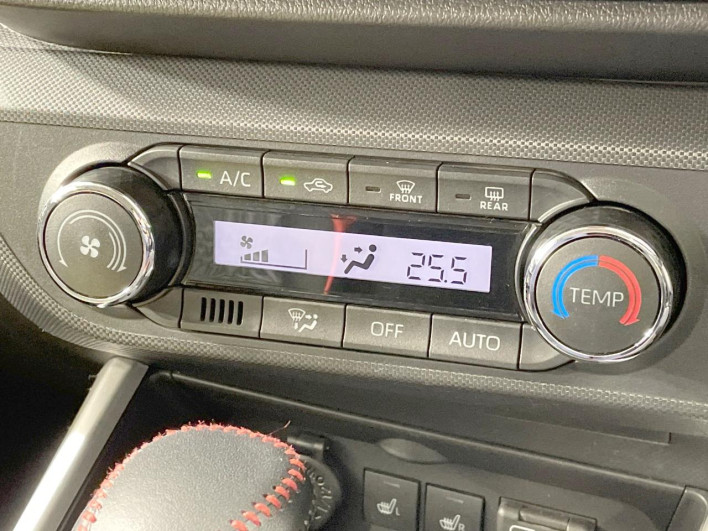 A/C
FRONT
REAR
25.5
TEMP
OFF
AUTO
L
R